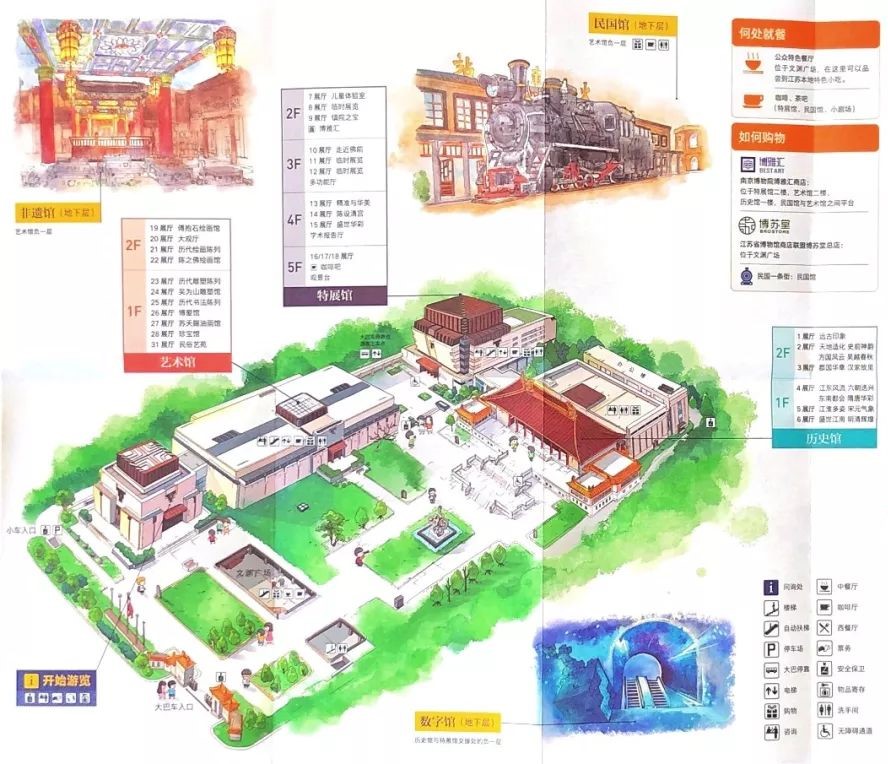 民国馆（地下层）
艺术馆负一层
何处就餐
公众特色餐厅
位于文渊广场，在这里可以品
尝到江苏本地特色小吃。
咖啡、茶吧
（特展馆、民国馆、小剧场）
如何购物
博雅汇
BESTART
南京博物院博雅汇商店：
位于特展馆二楼，艺术馆二楼，
历史馆一楼，民国馆与艺术馆之间平台
博苏堂
BROSTORE
江苏省博物馆商店联盟博苏堂总店：
位于文渊广场
民国一条街：民国馆
非遗馆（地下层）
艺术馆负一层
2F
7 展厅 儿童体验室
8 展厅 临时展览
9 展厅 镇院之宝
博雅汇
3F
10 展厅 走近佛前
11 展厅 临时展览
12 展厅 临时展览
多功能厅
4F
13 展厅 精准与华美
14 展厅 陈设清宫
15 展厅 盛世华彩
学术报告厅
5F
16/17/18 展厅
咖啡吧
观景台
特展馆
2F
19 展厅 傅抱石绘画馆
20 展厅 大观厅
21 展厅 历代绘画陈列
22 展厅 陈之佛绘画馆
1F
23 展厅 历代雕塑陈列
24 展厅 吴为山雕塑馆
25 展厅 历代书法陈列
26 展厅 博爱馆
27 展厅 苏天赐油画馆
28 展厅 珍宝馆
31 展厅 民俗艺苑
艺术馆
2F
1 展厅 远古印象
2 展厅 天地造化 史前神韵
方国风云 吴越春秋
3 展厅 郡国华章 汉家故里
1F
4 展厅 江东风流 六朝迭兴
东南都会 隋唐华彩
5 展厅 江淮多姿 宋元气象
6 展厅 盛世江南 明清辉煌
历史馆
办公楼
小车入口
P
文渊广场
i 开始游览
大巴车入口
数字馆（地下层）
历史馆与特展馆交接处的负一层
i 问询处
楼梯
自动扶梯
P 停车场
大巴停靠
电梯
购物
咨询
中餐厅
咖啡厅
西餐厅
票务
安全保卫
物品寄存
洗手间
无障碍通道